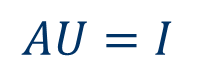 AU = I